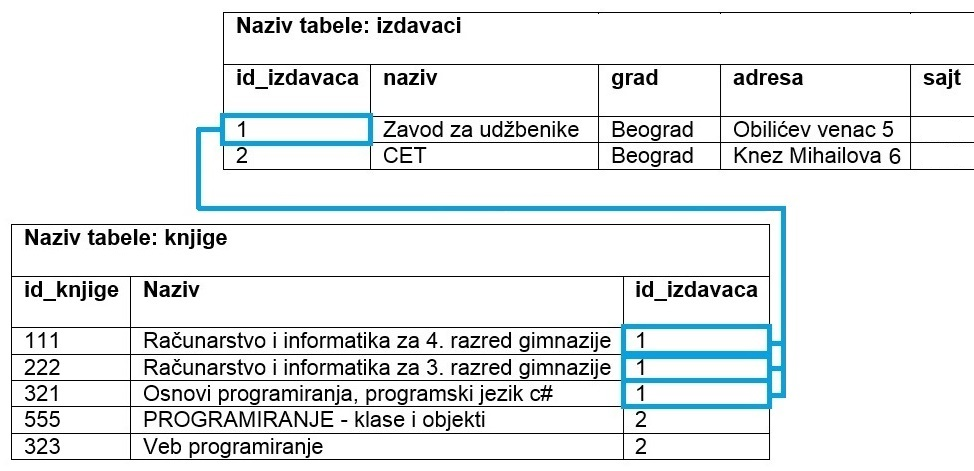 Naziv tabele: izdavaci
id_izdavaca naziv grad adresa sajt
1 Zavod za udžbenike Beograd Obilićev venac 5
2 CET Beograd Knez Mihailova 6
Naziv tabele: knjige
id_knjige Naziv id_izdavaca
111 Računarstvo i informatika za 4. razred gimnazije 1
222 Računarstvo i informatika za 3. razred gimnazije 1
321 Osnovi programiranja, programski jezik c# 1
555 PROGRAMIRANJE - klase i objekti 2
323 Veb programiranje 2